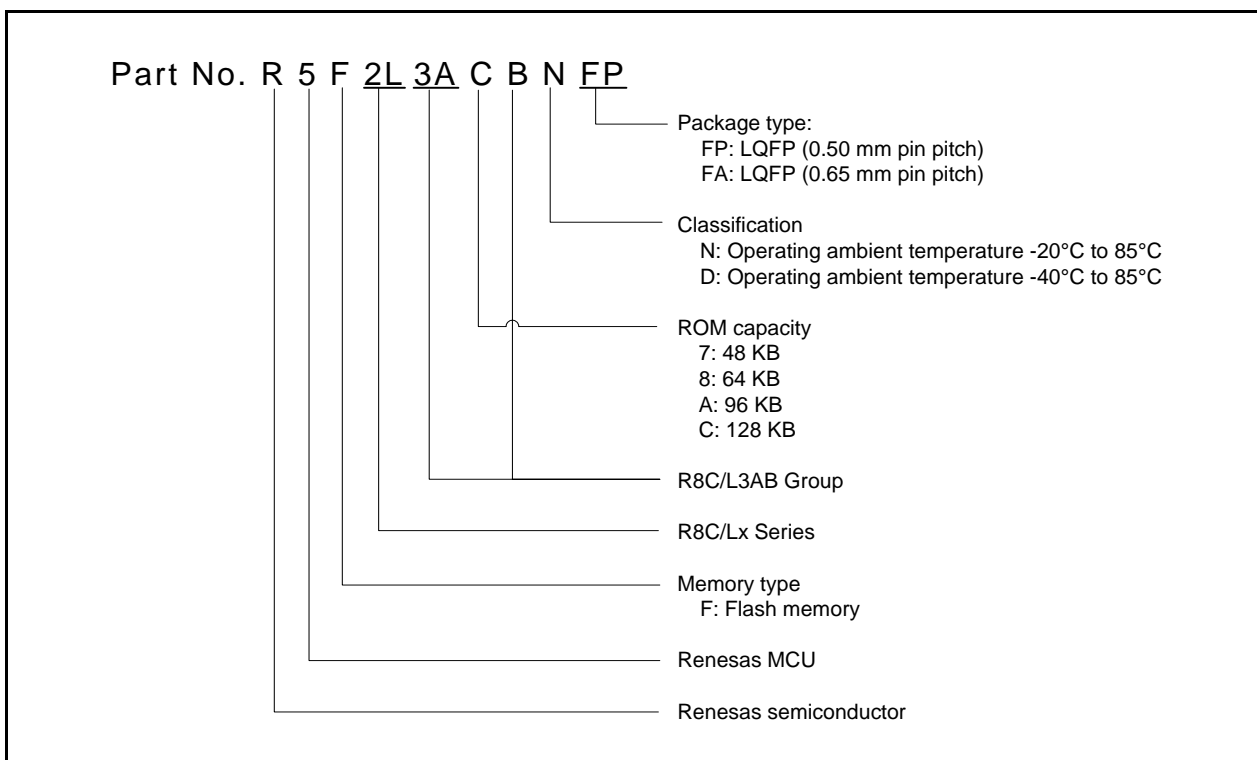 Part No. R 5 F 2L 3A C B N FP
Package type:
FP: LQFP (0.50 mm pin pitch)
FA: LQFP (0.65 mm pin pitch)
Classification
N: Operating ambient temperature -20°C to 85°C
D: Operating ambient temperature -40°C to 85°C
ROM capacity
7: 48 KB
8: 64 KB
A: 96 KB
C: 128 KB
R8C/L3AB Group
R8C/Lx Series
Memory type
F: Flash memory
Renesas MCU
Renesas semiconductor